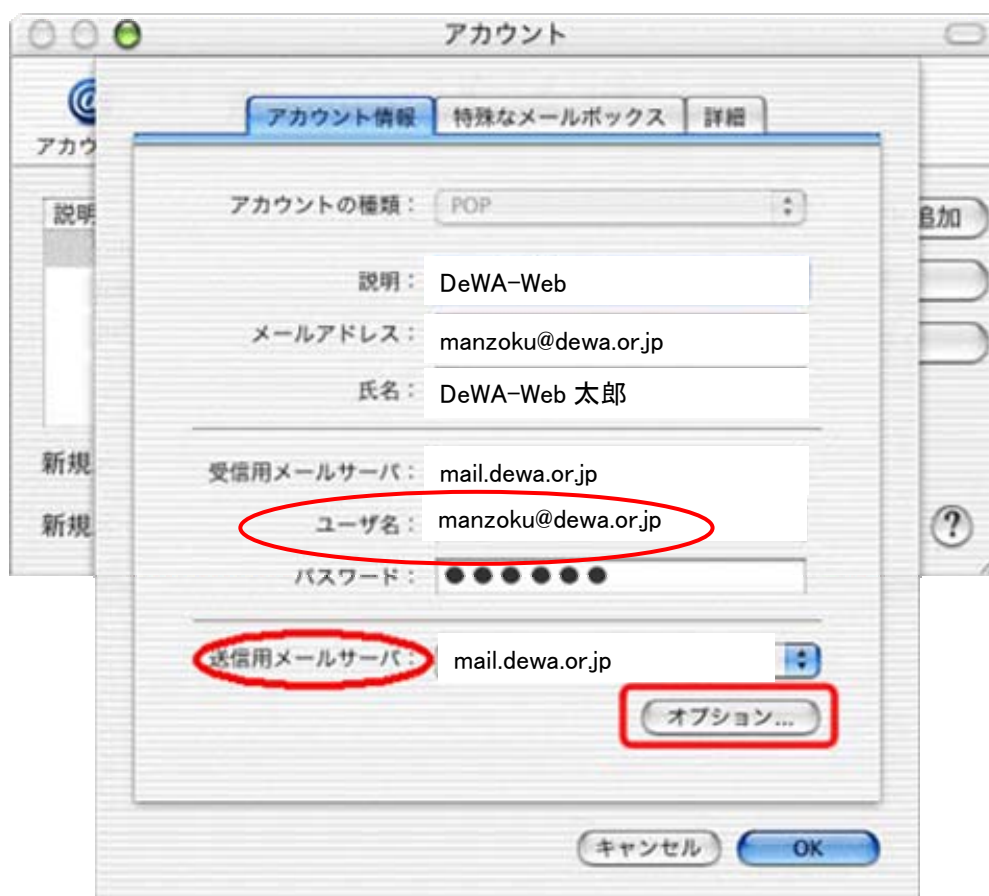 アカウント
アカウ
アカウント情報 特殊なメールボックス 詳細
説明
追加
アカウントの種類： POP
説明： DeWA-Web
メールアドレス： manzoku@dewa.or.jp
氏名： DeWA-Web 太郎
新規
受信用メールサーバ： mail.dewa.or.jp
新規
ユーザ名： manzoku@dewa.or.jp
?
パスワード： ●●●●●●
送信用メールサーバ： mail.dewa.or.jp
オプション...
キャンセル OK